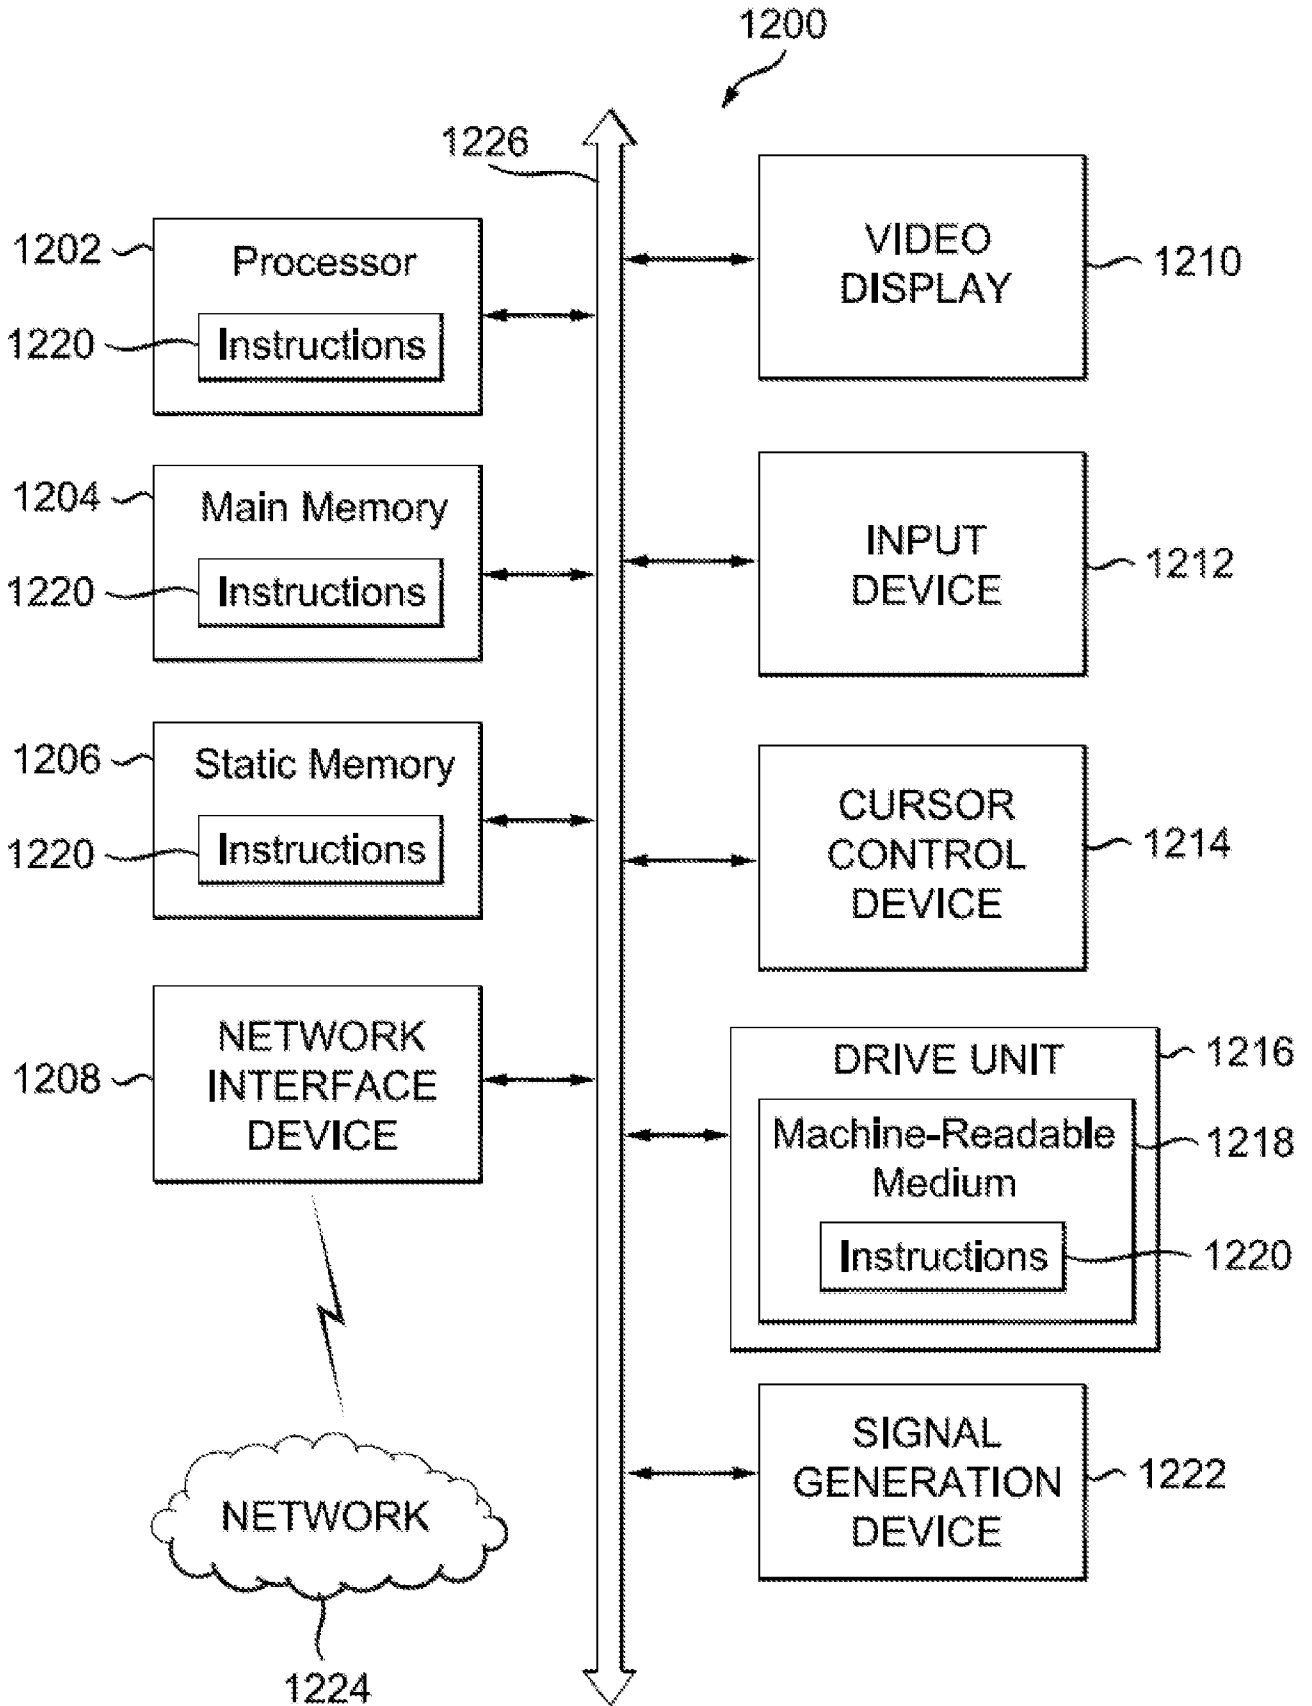 1200
1226
1202
Processor
1220
Instructions
1204
Main Memory
1220
Instructions
1206
Static Memory
1220
Instructions
1208
NETWORK
INTERFACE
DEVICE
NETWORK
1224
VIDEO
DISPLAY
1210
INPUT
DEVICE
1212
CURSOR
CONTROL
DEVICE
1214
DRIVE UNIT
1216
Machine-Readable
Medium
1218
Instructions
1220
SIGNAL
GENERATION
DEVICE
1222